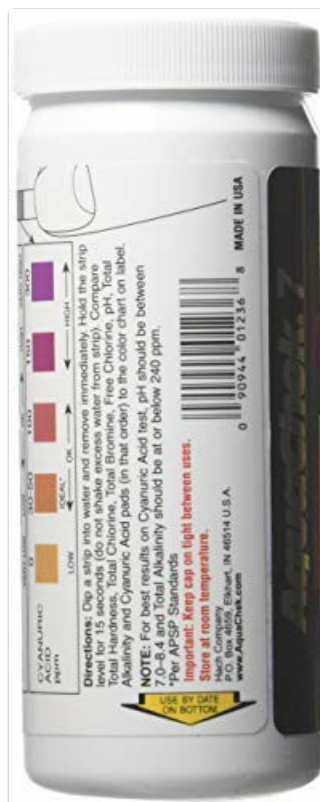 0 30-50 100 150 300
CYANURIC
ACID
ppm
IDEAL*
LOW OK HIGH
Directions: Dip a strip into water and remove immediately. Hold the strip
level for 15 seconds (do not shake excess water from strip). Compare
Total Hardness, Total Chlorine, Total Bromine, Free Chlorine, pH, Total
Alkalinity and Cyanuric Acid pads (in that order) to the color chart on label.
NOTE: For best results on Cyanuric Acid test, pH should be between
7.0-8.4 and Total Alkalinity should be at or below 240 ppm.
*Per APSP Standards
Important: Keep cap on tight between uses.
Store at room temperature.
Hach Company
P.O. Box 4659, Elkhart, IN 46514 U.S.A.
www.AquaChek.com
0 90944 01236 8
MADE IN USA
USE BY DATE
ON BOTTOM
AquaChek 7